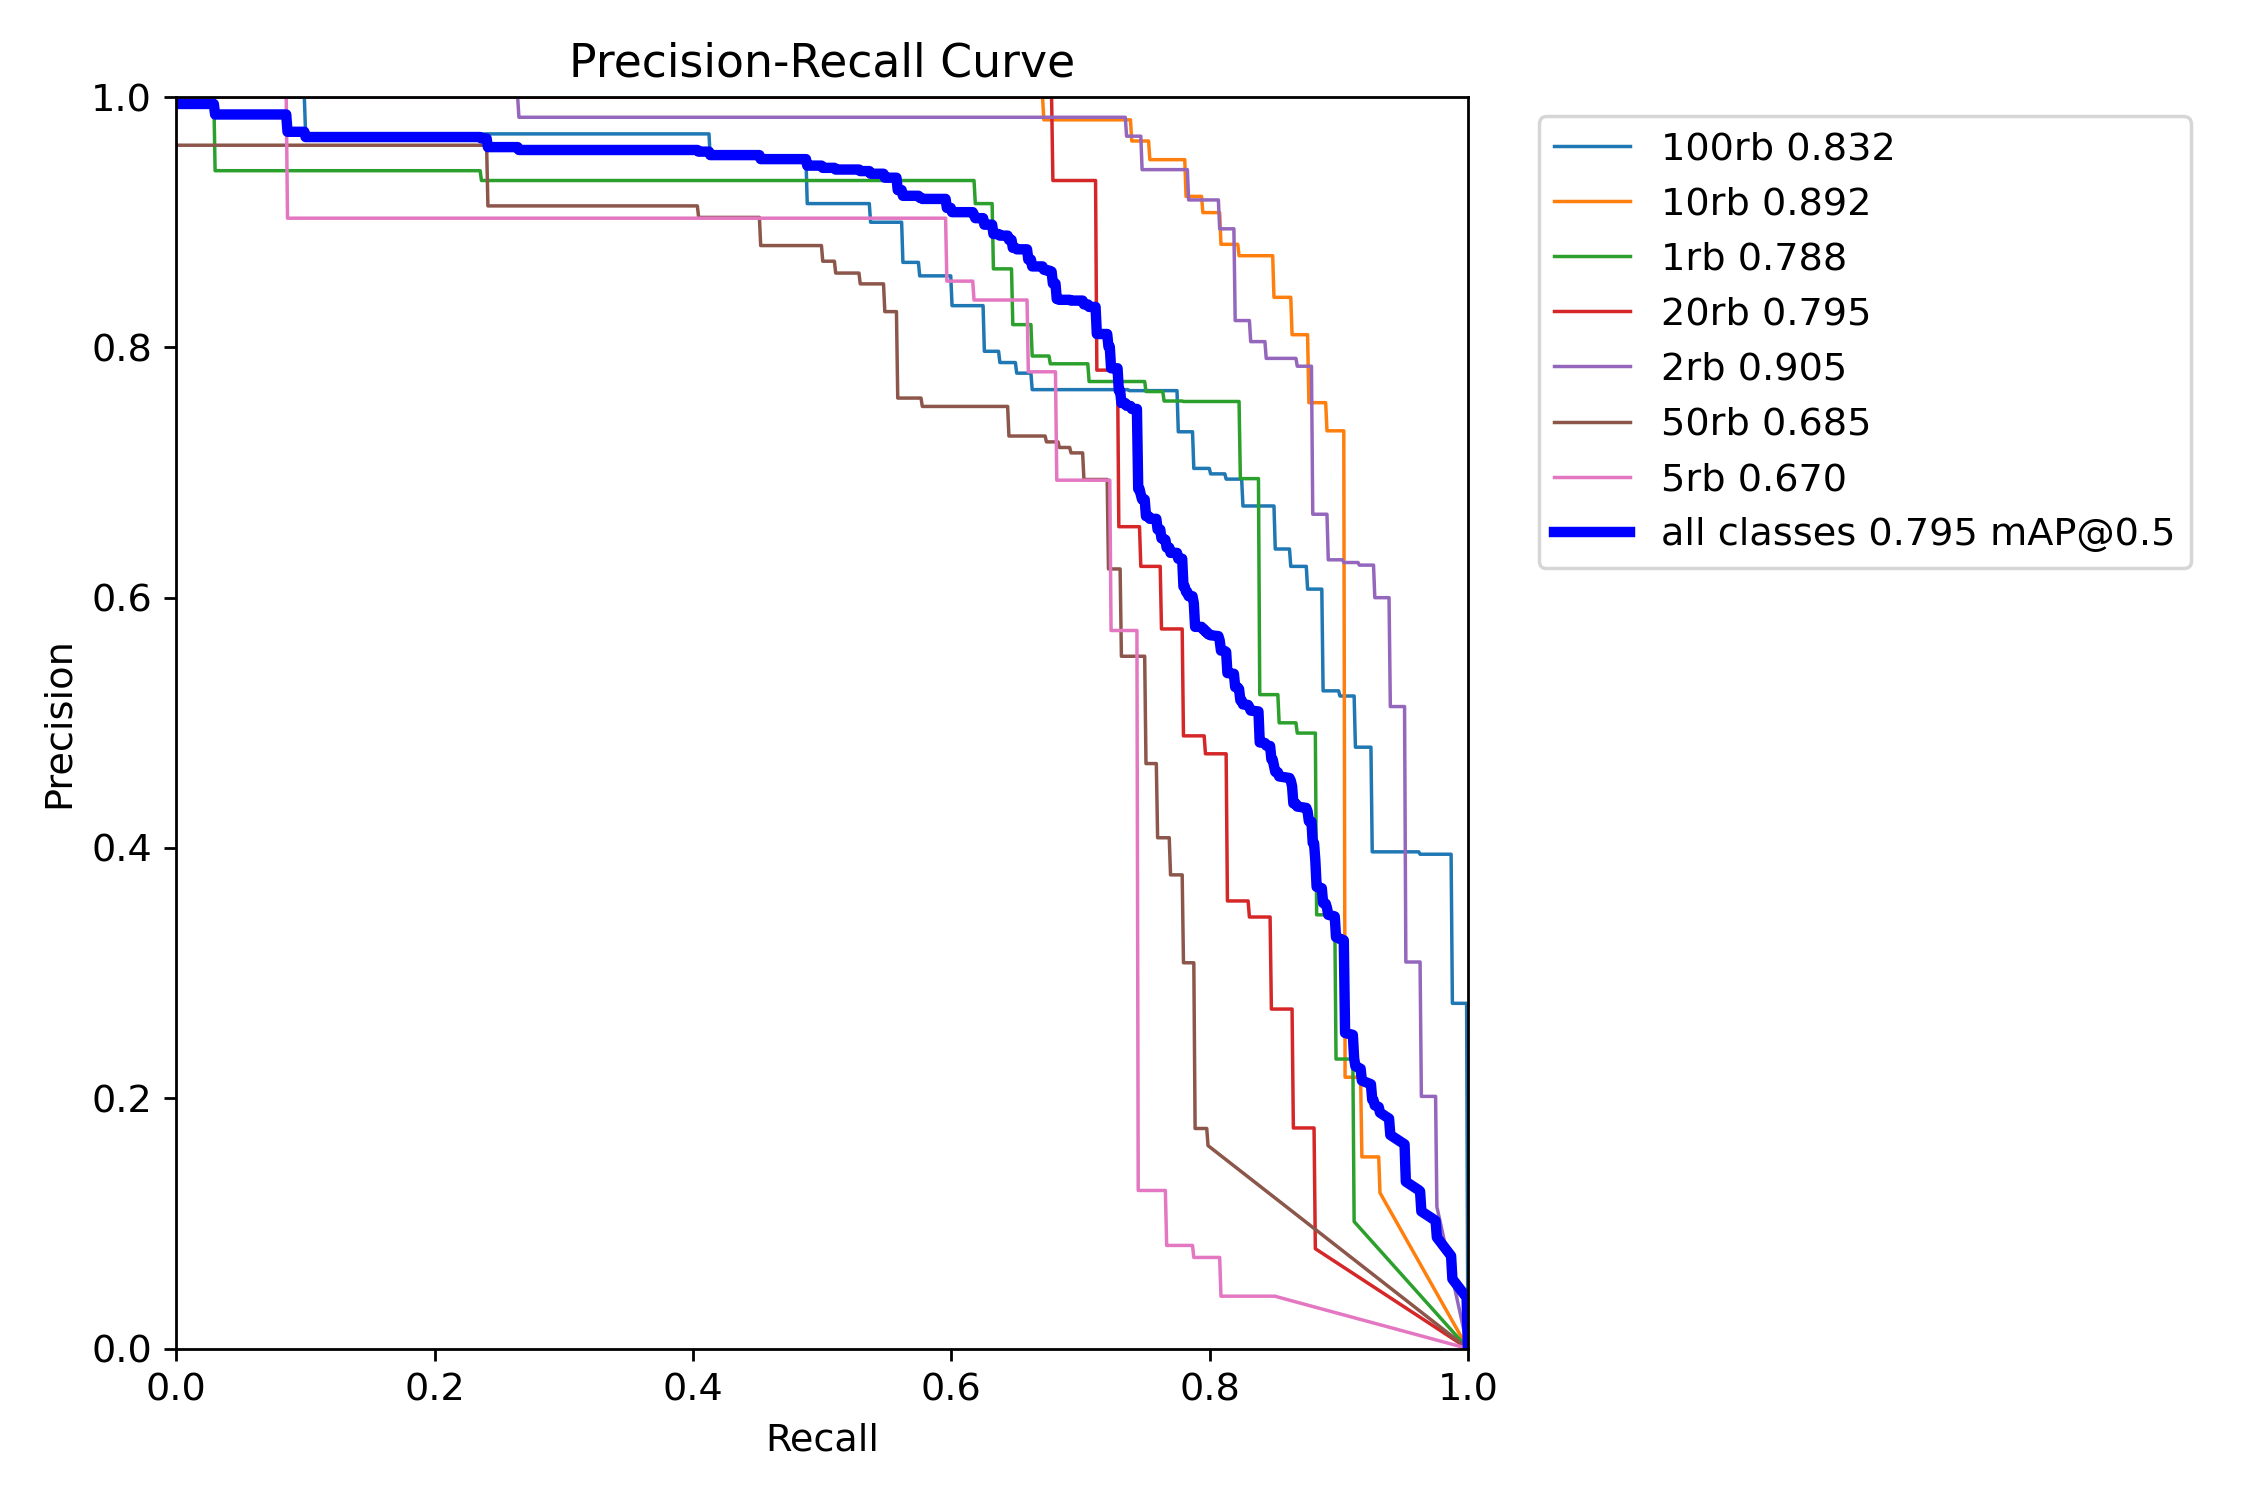 Precision-Recall Curve
1.0
0.8
0.6
0.4
0.2
0.0
Precision
0.0 0.2 0.4 0.6 0.8 1.0
Recall
100rb 0.832
10rb 0.892
1rb 0.788
20rb 0.795
2rb 0.905
50rb 0.685
5rb 0.670
all classes 0.795 mAP@0.5